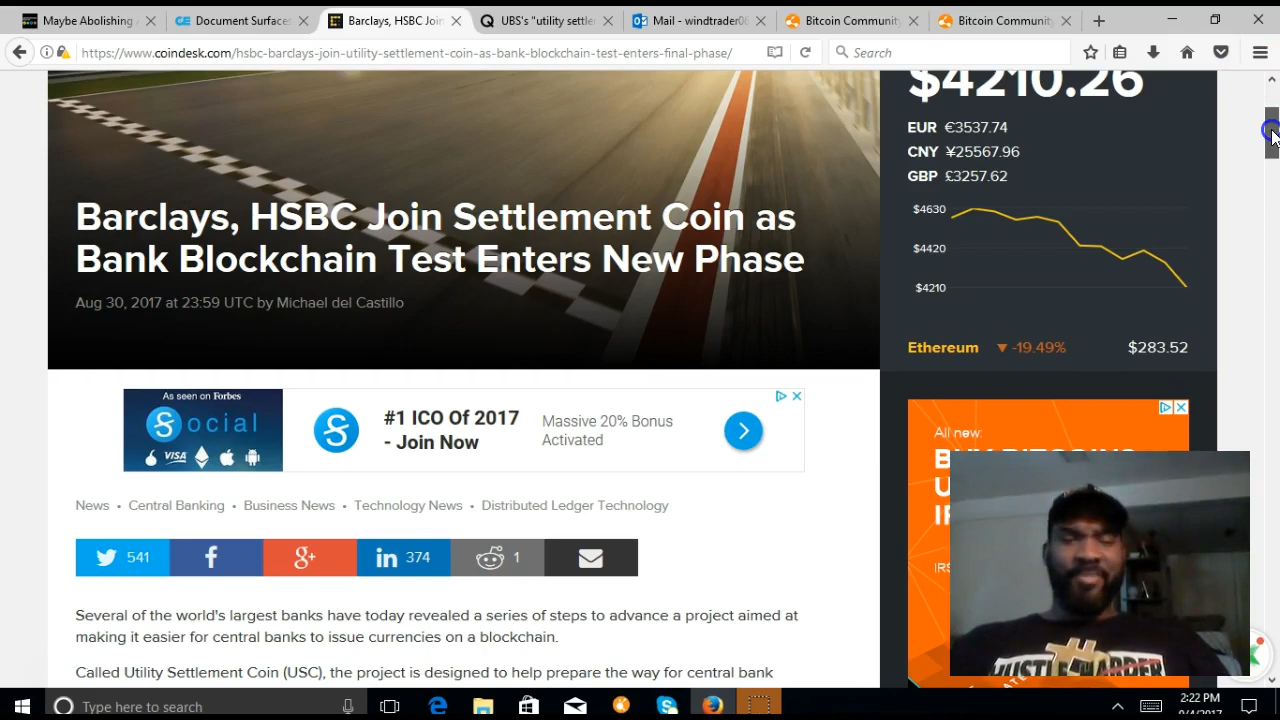 Maybe Abolishing A
Document Surfaces
Barclays, HSBC Join
UBS's "utility settle
Mail - windtrader06
Bitcoin Community
Bitcoin Community
https://www.coindesk.com/hsbc-barclays-join-utility-settlement-coin-as-bank-blockchain-test-enters-final-phase/
Search
$4210.26
EUR €3537.74
CNY ¥25567.96
GBP £3257.62
$4630
$4420
$4210
Ethereum ▼ -19.49% $283.52
Barclays, HSBC Join Settlement Coin as
Bank Blockchain Test Enters New Phase
Aug 30, 2017 at 23:59 UTC by Michael del Castillo
As seen on Forbes
Social
VISA
#1 ICO Of 2017
- Join Now
Massive 20% Bonus
Activated
All new:
News • Central Banking • Business News • Technology News • Distributed Ledger Technology
541
374
1
Several of the world's largest banks have today revealed a series of steps to advance a project aimed at
making it easier for central banks to issue currencies on a blockchain.
Called Utility Settlement Coin (USC), the project is designed to help prepare the way for central bank
HUSTLE HARDER
Type here to search
2:22 PM
9/4/2017